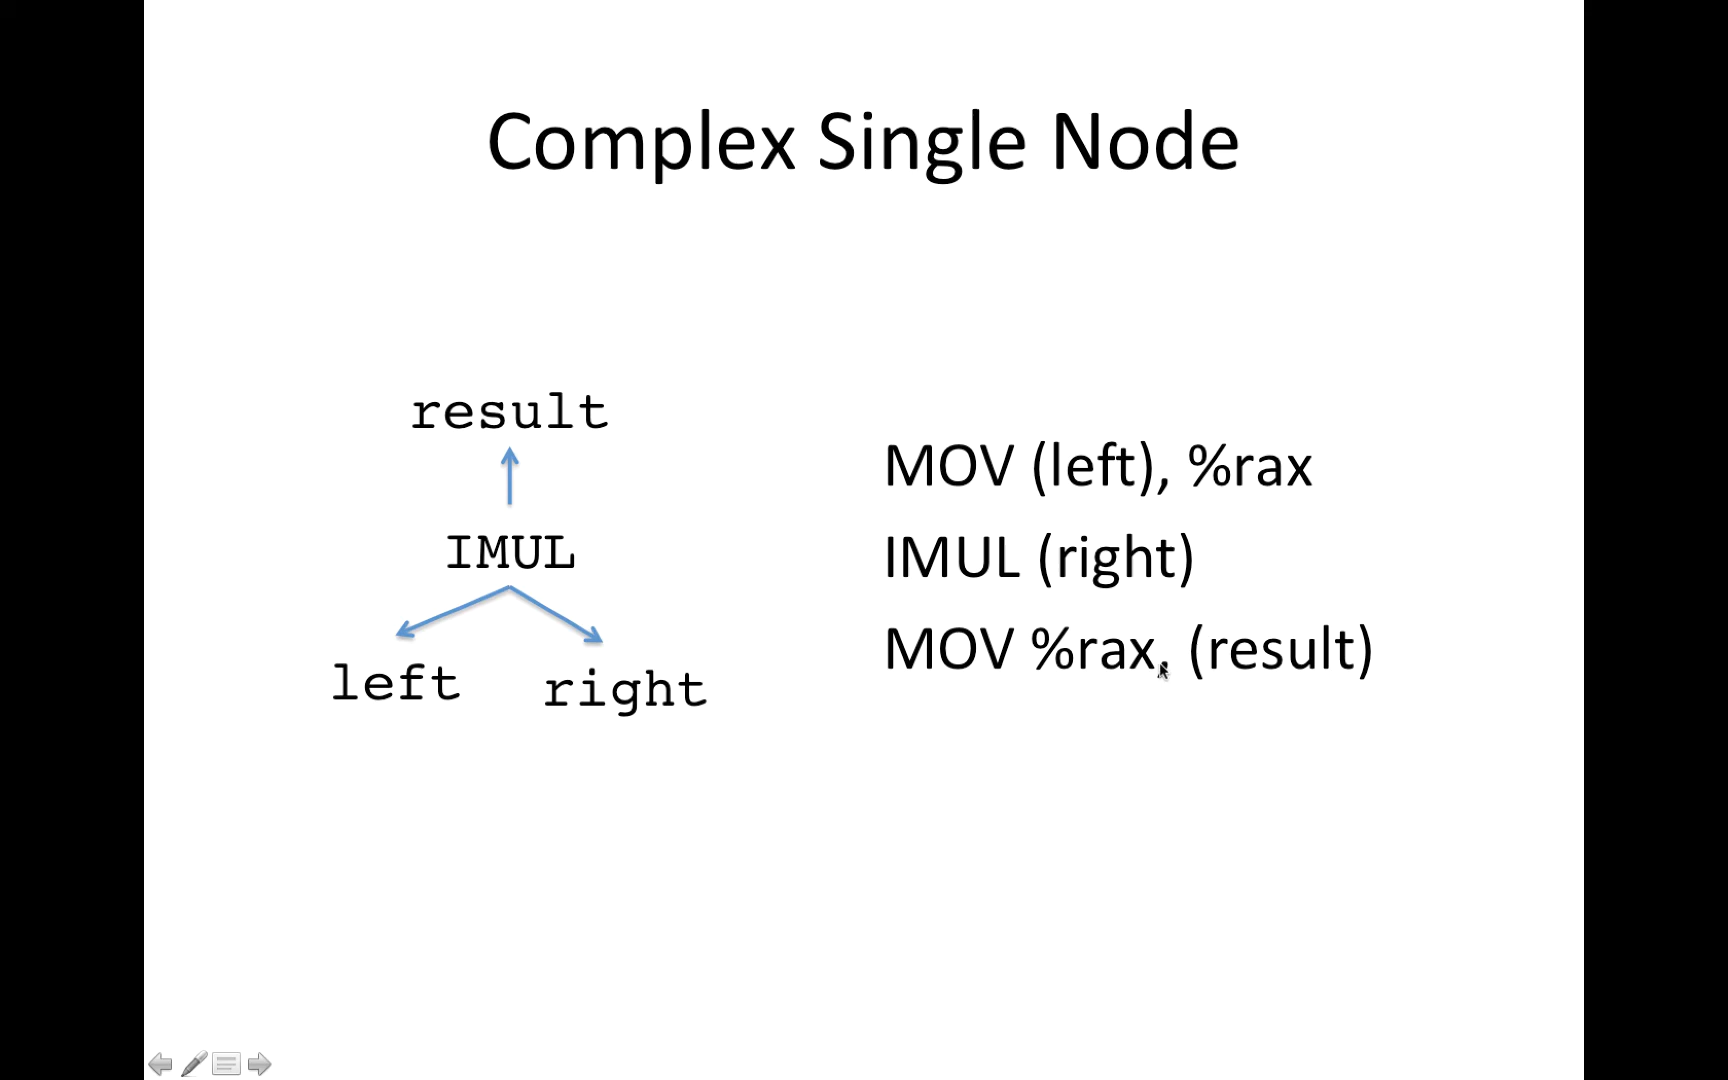 Complex Single Node
result
IMUL
left right
MOV (left), %rax
IMUL (right)
MOV %rax, (result)